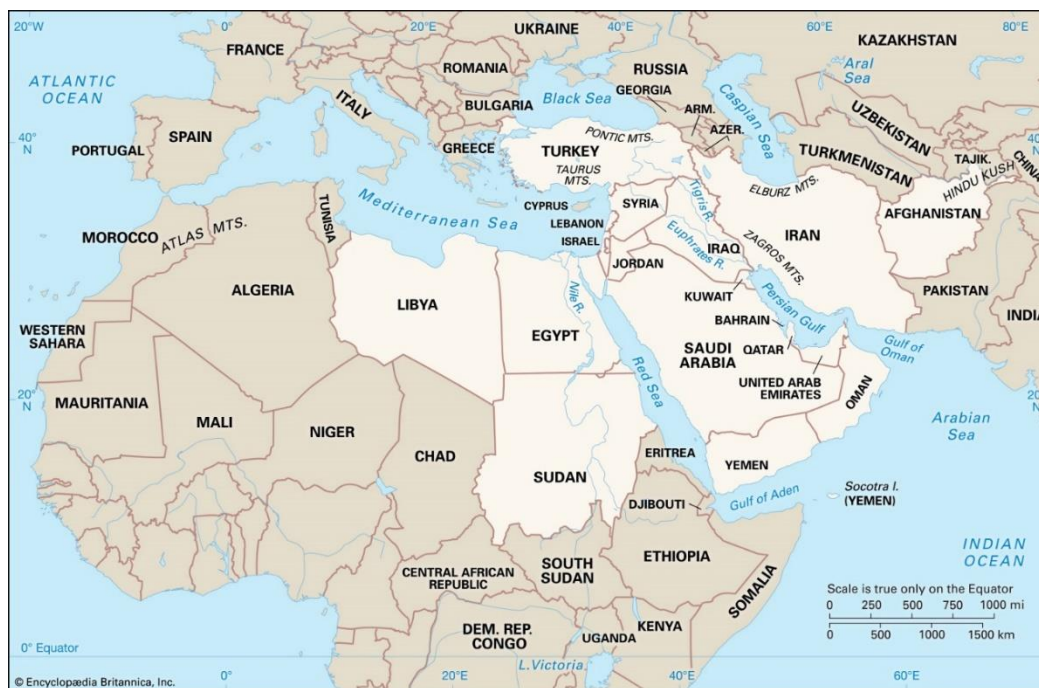 20°W
0°
20°
40°
60°
80°
UKRAINE
KAZAKHSTAN
FRANCE
ATLANTIC
OCEAN
ROMANIA
RUSSIA
Aral
Sea
GEORGIA
ITALY
BULGARIA
Black Sea
Caspian Sea
UZBEKISTAN
ARM.
AZER.
40°
N
SPAIN
PORTUGAL
GREECE
TURKEY
PONTIC MTS.
TAURUS
MTS.
TURKMENISTAN
TAJIK.
CHINA
40°
N
HINDU KUSH
ELBURZ MTS.
Mediterranean Sea
CYPRUS
SYRIA
Tigris R.
AFGHANISTAN
TUNISIA
LEBANON
ISRAEL
IRAQ
Euphrates R.
IRAN
MOROCCO
ATLAS MTS.
JORDAN
ZAGROS MTS.
ALGERIA
LIBYA
Nile R.
KUWAIT
Persian Gulf
PAKISTAN
INDIA
WESTERN
SAHARA
EGYPT
BAHRAIN
QATAR
SAUDI
ARABIA
Gulf of
Oman
Red Sea
UNITED ARAB
EMIRATES
OMAN
20°
N
MAURITANIA
MALI
NIGER
CHAD
Arabian
Sea
20°
N
SUDAN
ERITREA
YEMEN
Socotra I.
(YEMEN)
DJIBOUTI
Gulf of Aden
ETHIOPIA
CENTRAL AFRICAN
REPUBLIC
SOUTH
SUDAN
SOMALIA
INDIAN
OCEAN
Scale is true only on the Equator
0 250 500 750 1000 mi
0 500 1000 1500 km
DEM. REP.
CONGO
UGANDA
KENYA
0° Equator
L.Victoria
© Encyclopædia Britannica, Inc.
0°
20°
40°
60°